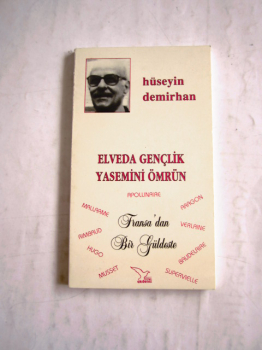 hüseyin
demirhan
ELVEDA GENÇLİK
YASEMİNİ ÖMRÜN
APOLLINAIRE
MALLARME
ARAGON
RIMBAUD
VERLAINE
Fransa'dan
Bir Güldeste
HUGO
BAUDELAIRE
MUSSET
SUPERVIELLE